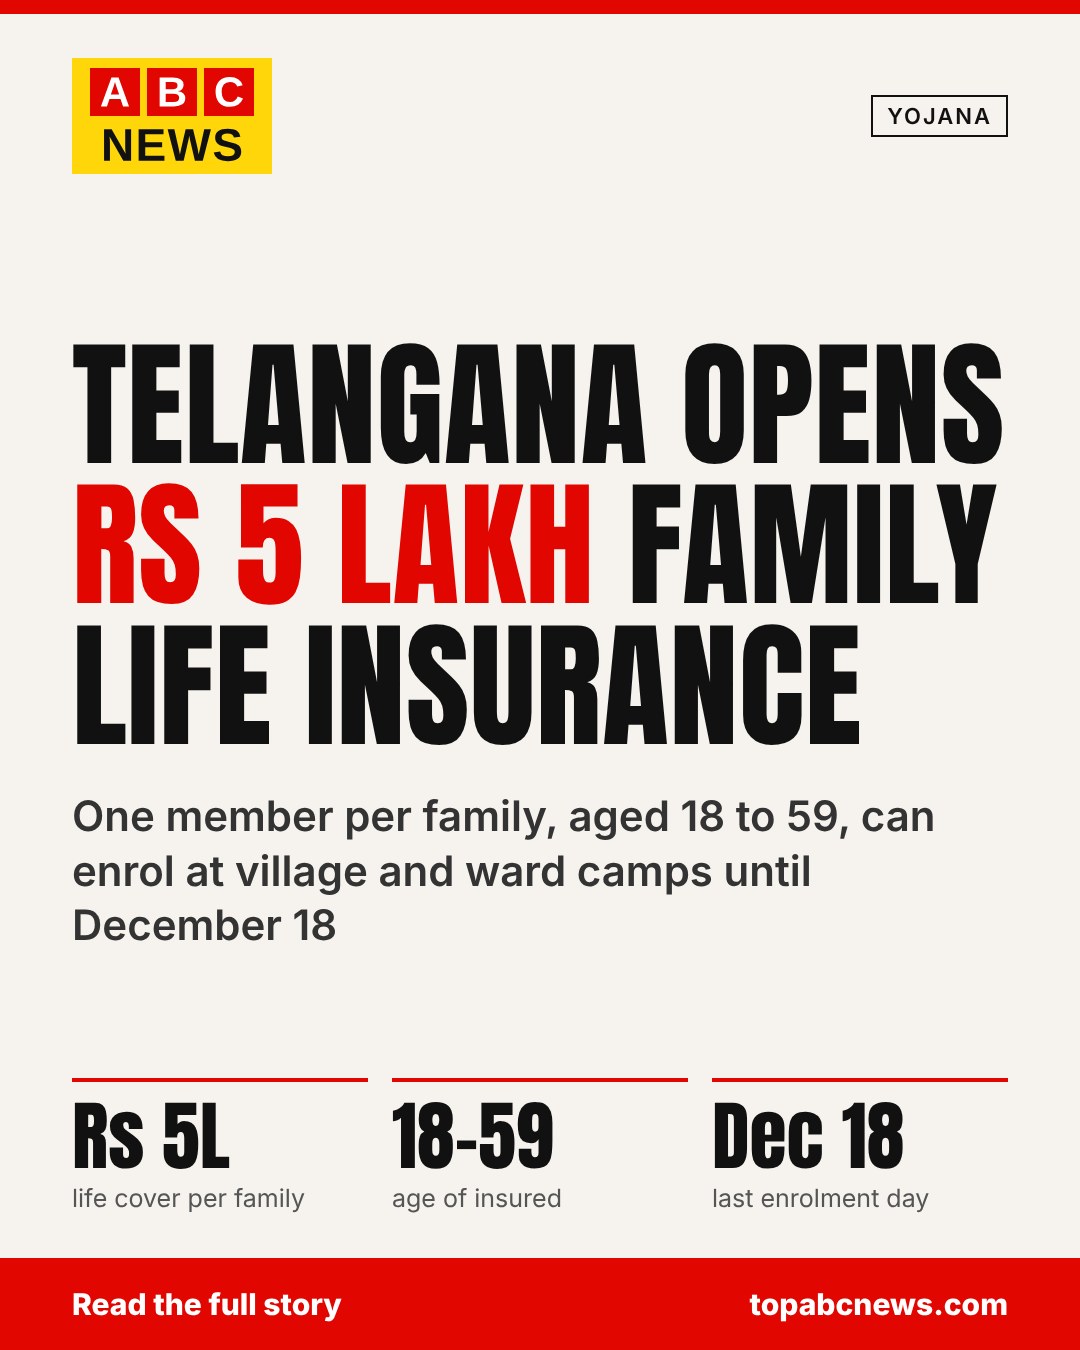 ABC
NEWS
YOJANA
TELANGANA OPENS
RS 5 LAKH FAMILY
LIFE INSURANCE
One member per family, aged 18 to 59, can
enrol at village and ward camps until
December 18
Rs 5L
life cover per family
18-59
age of insured
Dec 18
last enrolment day
Read the full story
topabcnews.com